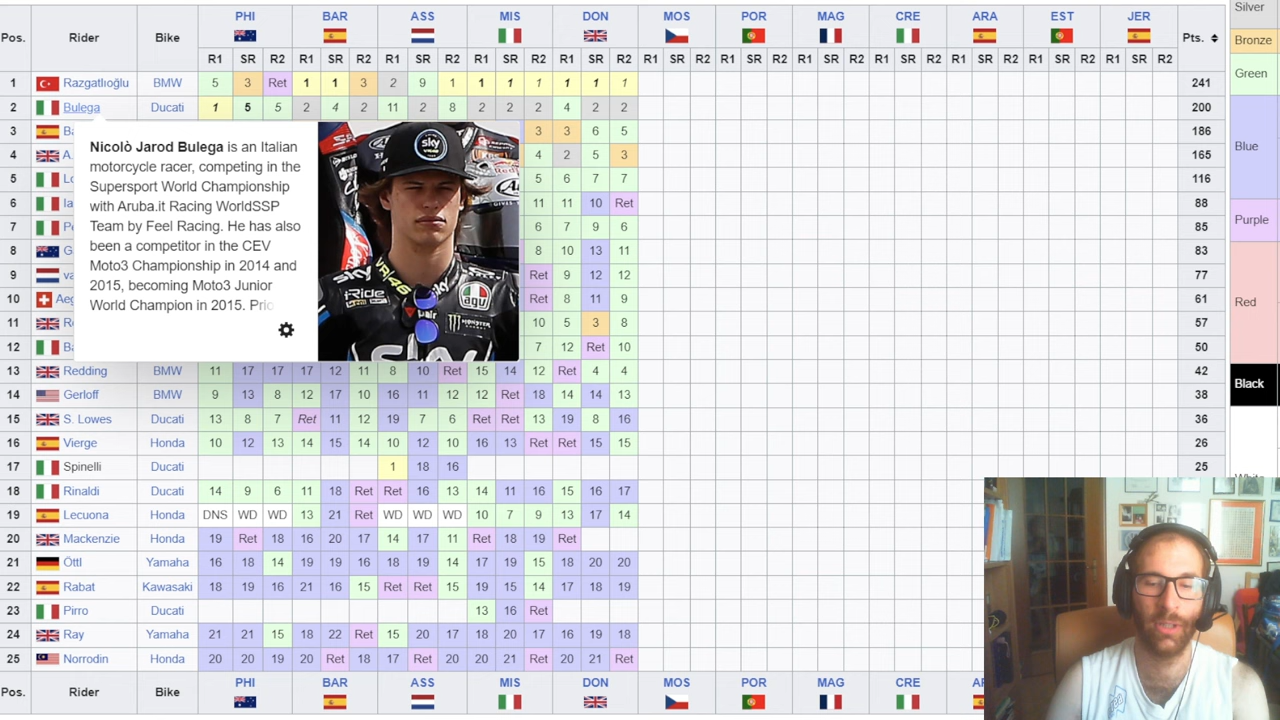 Silver
PHI BAR ASS MIS DON MOS POR MAG CRE ARA EST JER
Bronze
Pos. Rider Bike Pts.
R1 SR R2 R1 SR R2 R1 SR R2 R1 SR R2 R1 SR R2 R1 SR R2 R1 SR R2 R1 SR R2 R1 SR R2 R1 SR R2 R1 SR R2 R1 SR R2
Green
1 Razgatlıoğlu BMW 5 3 Ret 1 1 3 2 9 1 1 1 1 1 1 1 241
2 Bulega Ducati 1 5 5 2 4 2 11 2 8 2 2 2 4 2 2 200
3 Ba 3 3 6 5 186
Blue
4 A. 4 2 5 3 165
5 5 6 7 7 116
6 Ia 11 11 10 Ret 88
Purple
7 6 7 9 6 85
8 G 8 10 13 11 83
9 va Ret 9 12 12 77
10 Aeg Ret 8 11 9 61
Red
11 Re 10 5 3 8 57
12 Ba 7 12 Ret 10 50
Nicolò Jarod Bulega is an Italian
motorcycle racer, competing in the
Supersport World Championship
with Aruba.it Racing WorldSSP
Team by Feel Racing. He has also
been a competitor in the CEV
Moto3 Championship in 2014 and
2015, becoming Moto3 Junior
World Champion in 2015. Prio
sky
SKY
VR/46
iRide
agu
MONSTER
SKY
13 Redding BMW 11 17 17 17 12 11 8 10 Ret 15 14 12 Ret 4 4 42
Black
14 Gerloff BMW 9 13 8 12 17 10 16 11 12 12 Ret 18 14 14 13 38
15 S. Lowes Ducati 13 8 7 Ret 11 12 19 7 6 Ret Ret 13 19 8 16 36
16 Vierge Honda 10 12 13 14 15 14 10 12 10 16 13 Ret Ret 15 15 26
17 Spinelli Ducati 1 18 16 25
18 Rinaldi Ducati 14 9 6 11 18 Ret Ret 16 13 14 11 16 15 16 17
19 Lecuona Honda DNS WD WD 13 21 Ret WD WD WD 10 7 9 13 17 14
20 Mackenzie Honda 19 Ret 18 16 20 17 14 17 11 Ret 18 19 Ret
21 Öttl Yamaha 16 18 14 19 19 16 18 19 14 17 19 15 18 20 20
22 Rabat Kawasaki 18 19 16 21 16 15 Ret Ret 15 19 15 14 17 18 19
23 Pirro Ducati 13 16 Ret
24 Ray Yamaha 21 21 15 18 22 Ret 15 20 17 18 20 17 16 19 18
25 Norrodin Honda 20 20 19 20 Ret 18 17 Ret 20 20 21 Ret 20 21 Ret
Pos. Rider Bike PHI BAR ASS MIS DON MOS POR MAG CRE